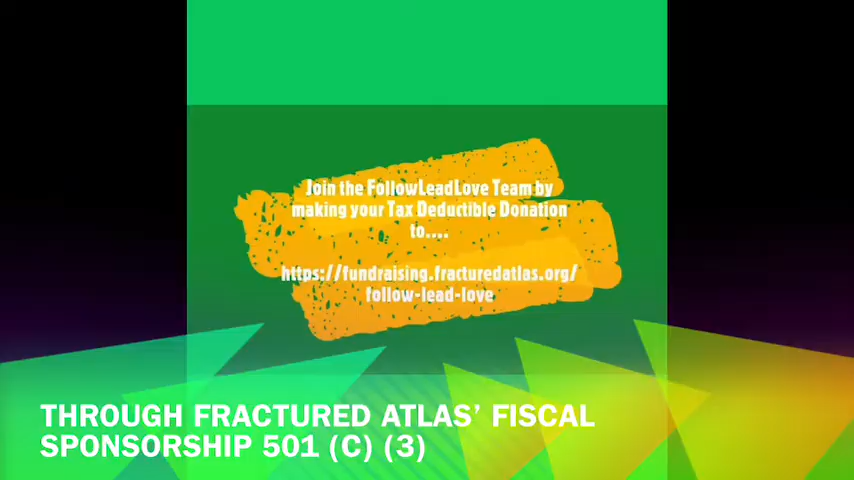 Join the FollowLeadLove Team by
making your Tax Deductible Donation
to....
https://fundraising.fracturedatlas.org/
follow-lead-love
THROUGH FRACTURED ATLAS’ FISCAL
SPONSORSHIP 501 (C) (3)